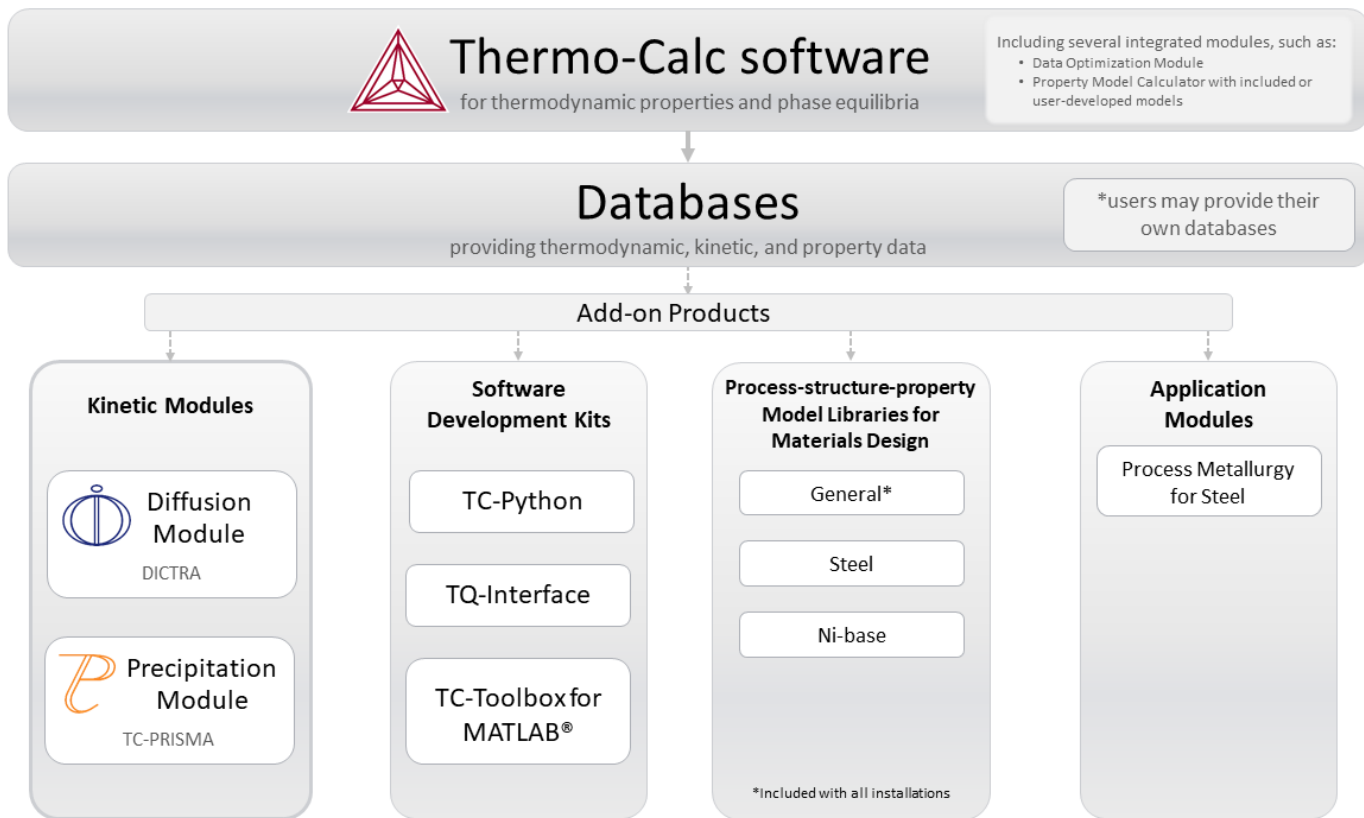 Thermo-Calc software
for thermodynamic properties and phase equilibria
Including several integrated modules, such as:
• Data Optimization Module
• Property Model Calculator with included or
user-developed models
Databases
providing thermodynamic, kinetic, and property data
*users may provide their
own databases
Add-on Products
Kinetic Modules
Diffusion
Module
DICTRA
Precipitation
Module
TC-PRISMA
Software
Development Kits
TC-Python
TQ-Interface
TC-Toolbox for
MATLAB®
Process-structure-property
Model Libraries for
Materials Design
General*
Steel
Ni-base
*Included with all installations
Application
Modules
Process Metallurgy
for Steel